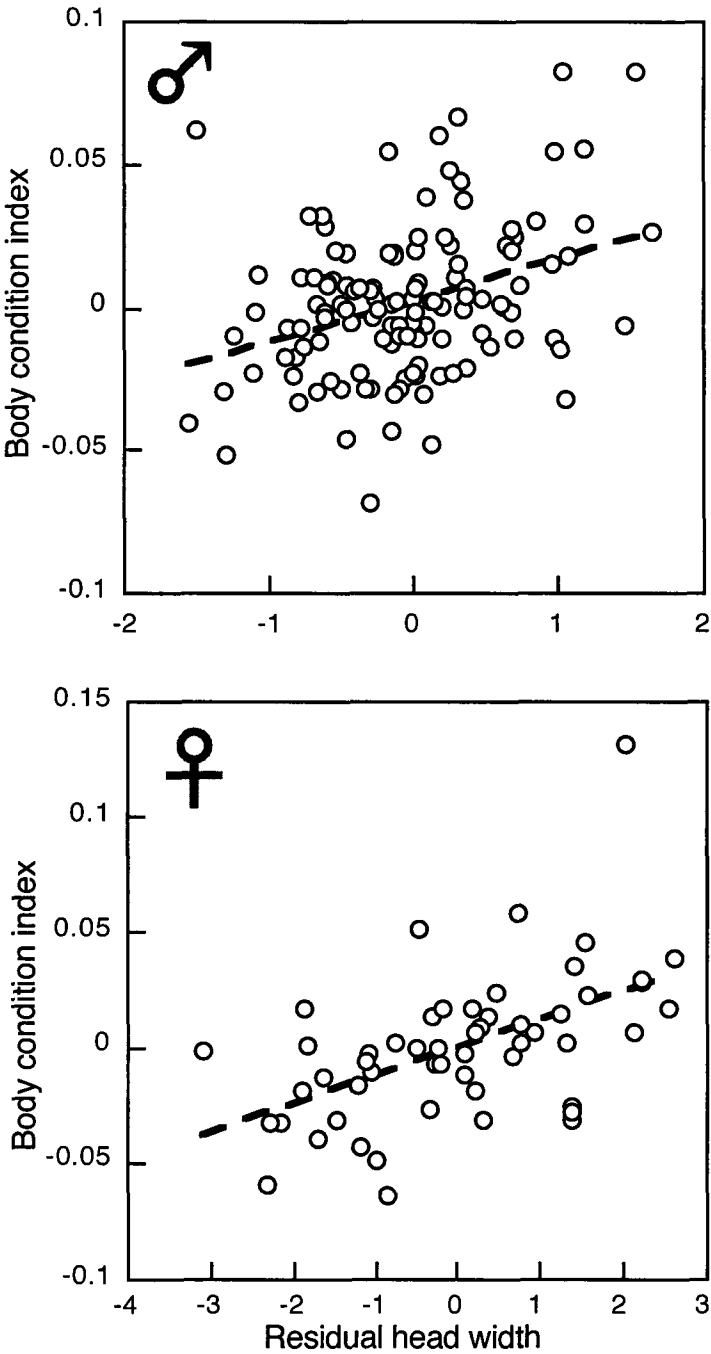 0.1
0.05
0
-0.05
-0.1
Body condition index
-2 -1 0 1 2
0.15
0.1
0.05
0
-0.05
-0.1
Body condition index
-4 -3 -2 -1 0 1 2 3
Residual head width